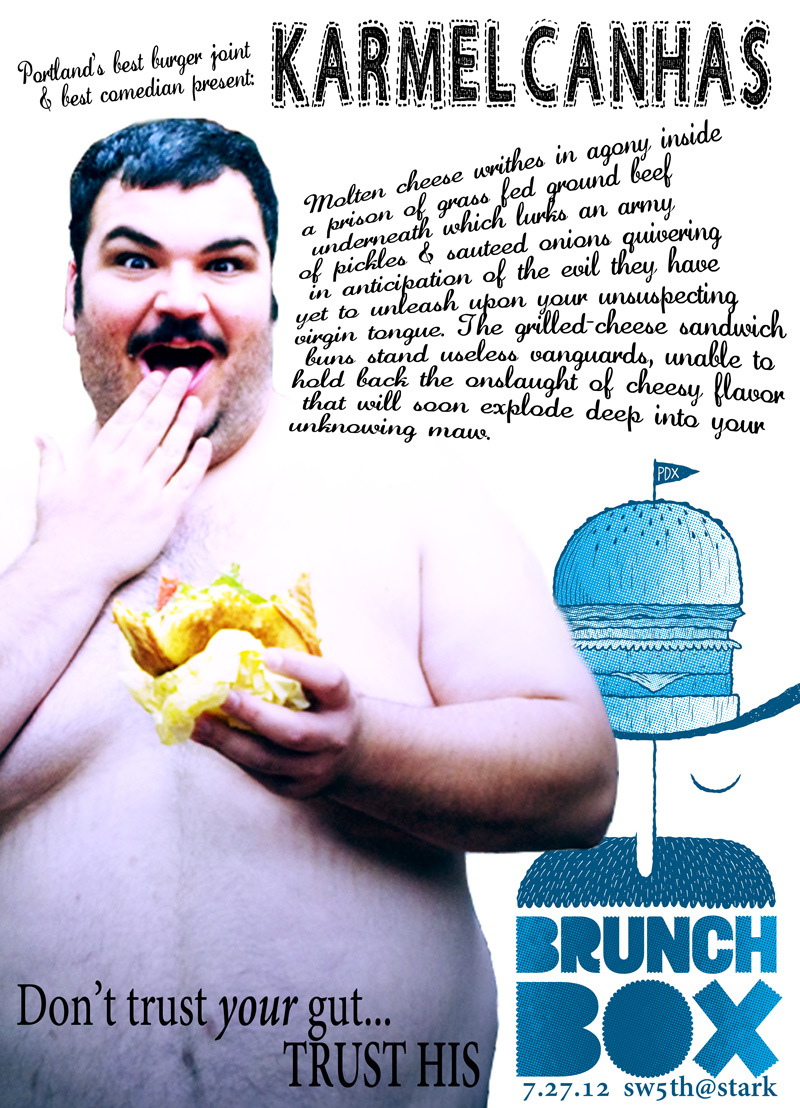 Portland's best burger joint
& best comedian present:
KARMELCANHAS
Molten cheese writhes in agony inside
a prison of grass fed ground beef
underneath which lurks an army
of pickles & sauteed onions quivering
in anticipation of the evil they have
yet to unleash upon your unsuspecting
virgin tongue. The grilled-cheese sandwich
buns stand useless vanguards, unable to
hold back the onslaught of cheesy flavor
that will soon explode deep into your
unknowing maw.
PDX
BRUNCH
BOX
7.27.12 sw5th@stark
Don't trust your gut...
TRUST HIS